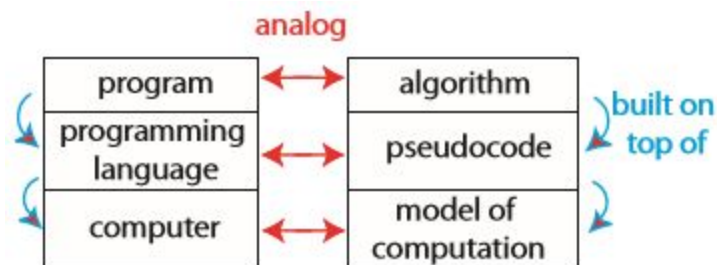 analog
program
algorithm
built on
top of
programming
language
pseudocode
computer
model of
computation